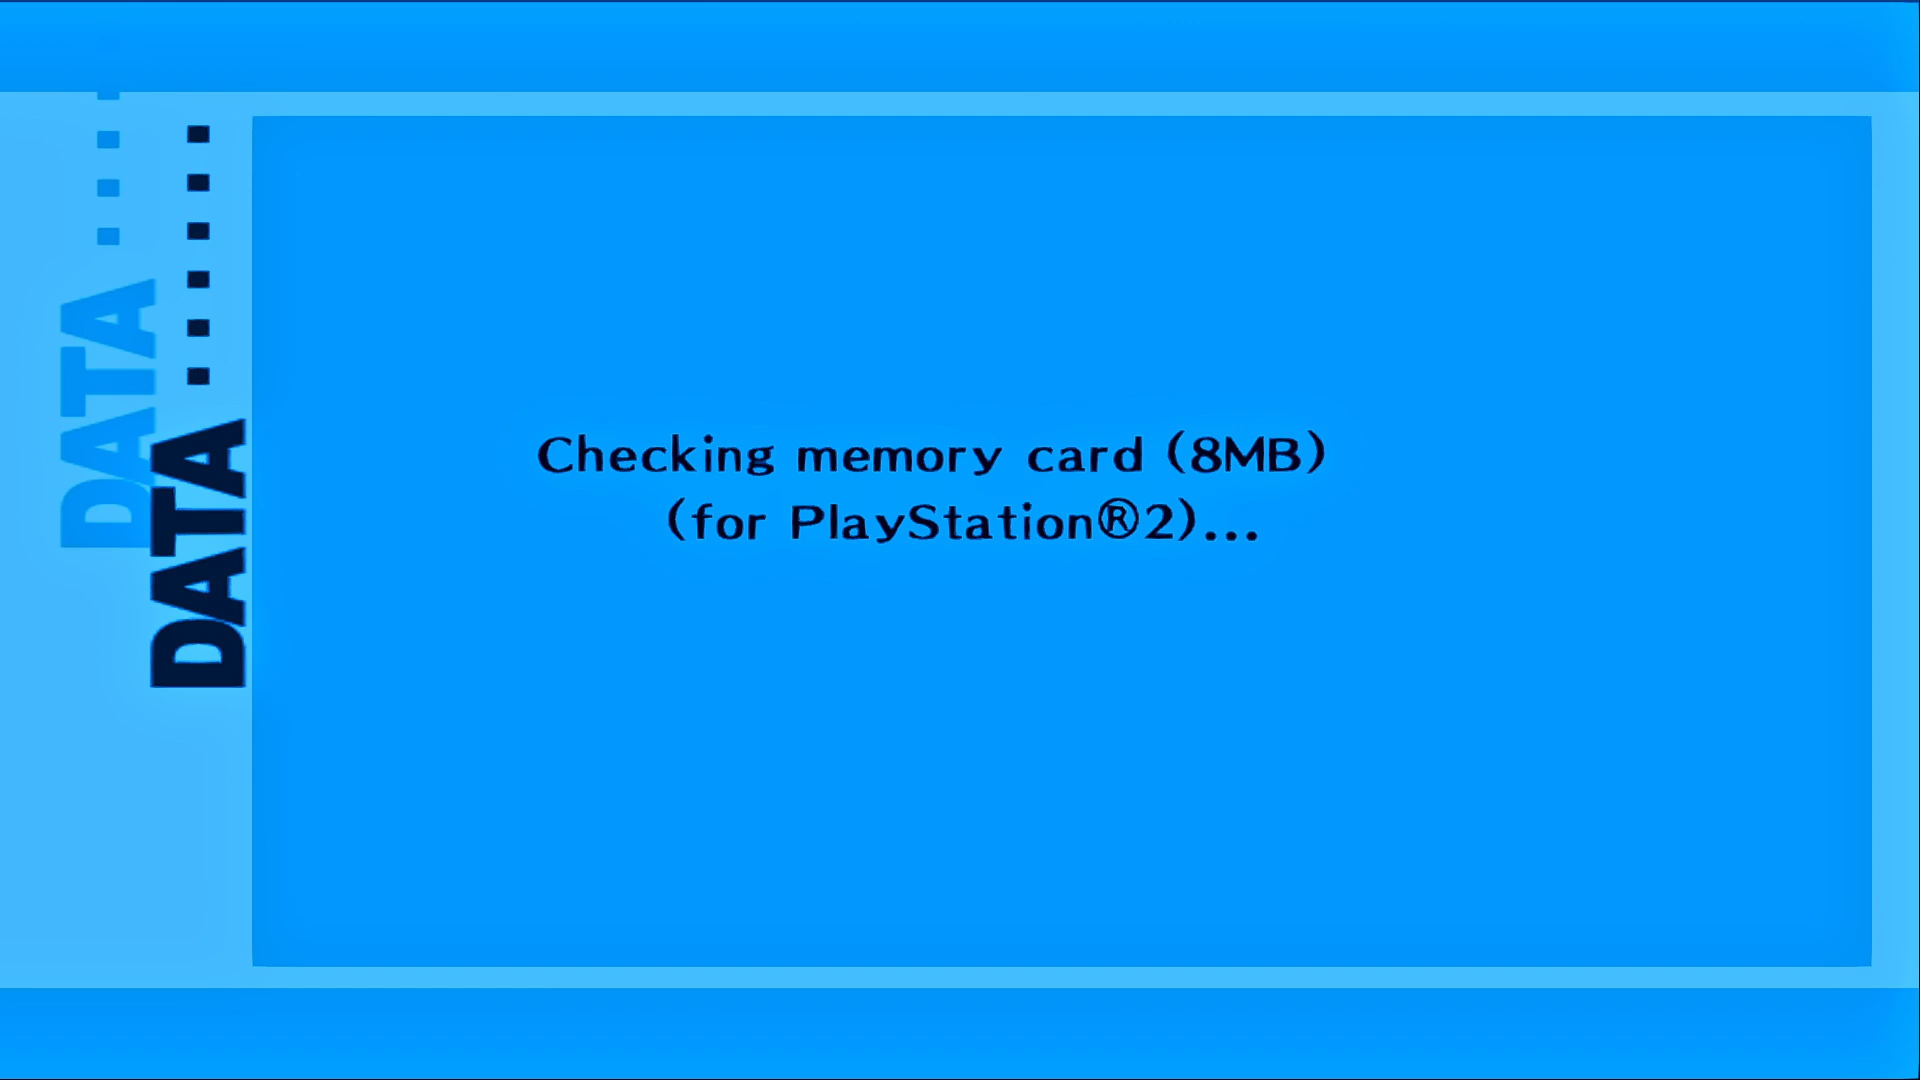 DATA ......
DATA ....
Checking memory card (8MB)
(for PlayStation®2)...